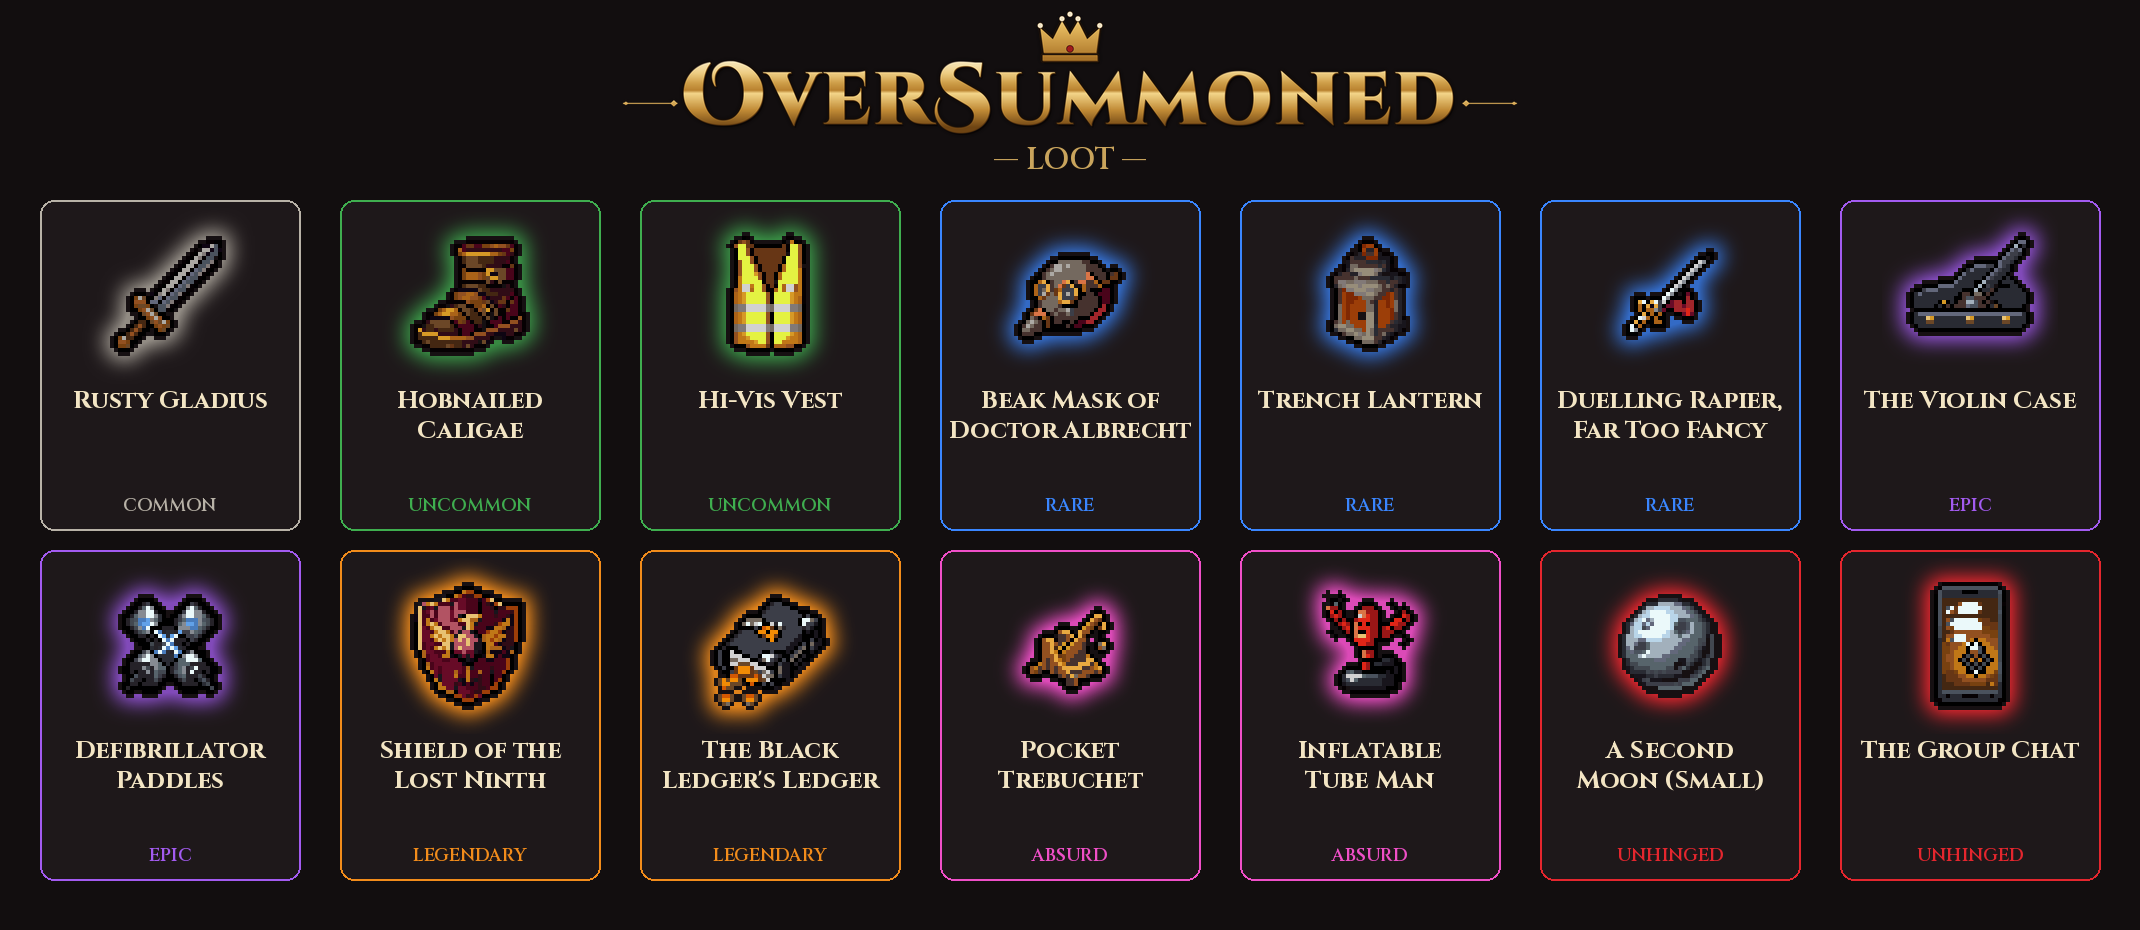 OverSummoned
— LOOT —
Rusty Gladius
COMMON
Hobnailed
Caligae
UNCOMMON
Hi-Vis Vest
UNCOMMON
Beak Mask of
Doctor Albrecht
RARE
Trench Lantern
RARE
Duelling Rapier,
Far Too Fancy
RARE
The Violin Case
EPIC
Defibrillator
Paddles
EPIC
Shield of the
Lost Ninth
LEGENDARY
The Black
Ledger's Ledger
LEGENDARY
Pocket
Trebuchet
ABSURD
Inflatable
Tube Man
ABSURD
A Second
Moon (Small)
UNHINGED
The Group Chat
UNHINGED